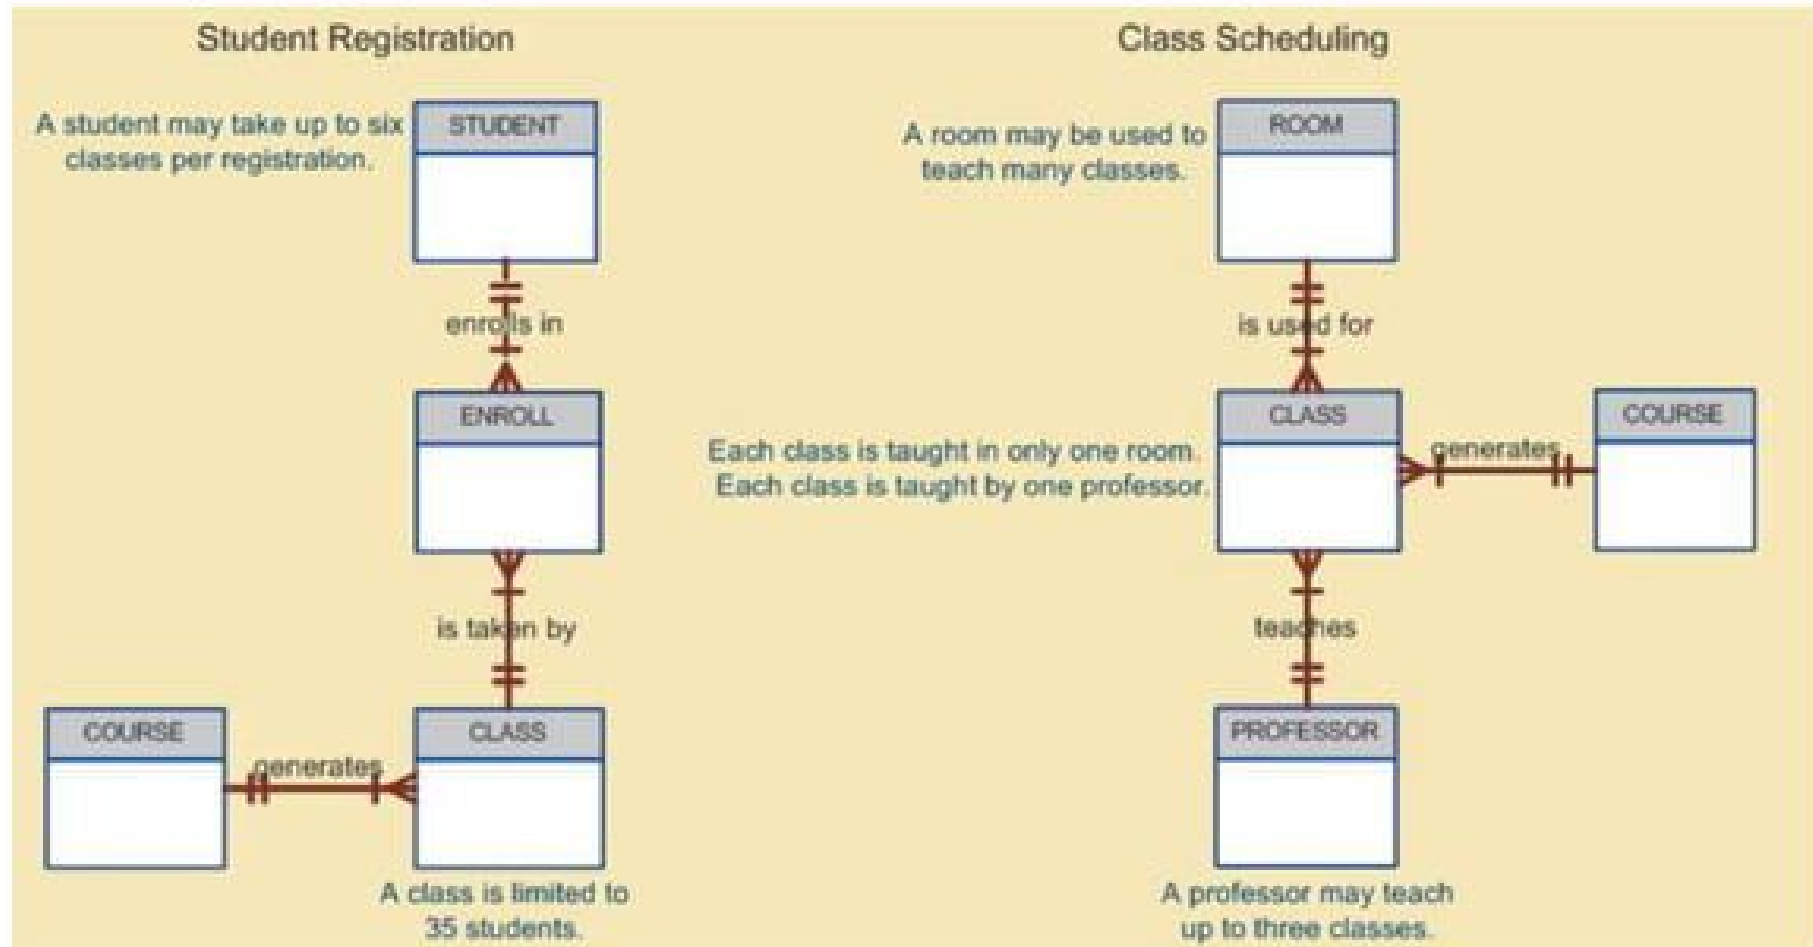 Student Registration
A student may take up to six
classes per registration.
STUDENT
enrolls in
ENROLL
is taken by
COURSE
generates
CLASS
A class is limited to
35 students.
Class Scheduling
A room may be used to
teach many classes.
ROOM
is used for
Each class is taught in only one room.
Each class is taught by one professor.
CLASS
generates
COURSE
teaches
PROFESSOR
A professor may teach
up to three classes.